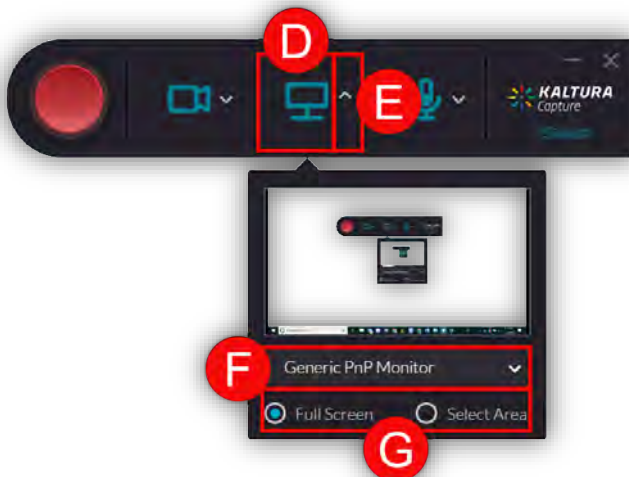 D
E
KALTURA
Capture
F
Generic PnP Monitor
Full Screen
Select Area
G